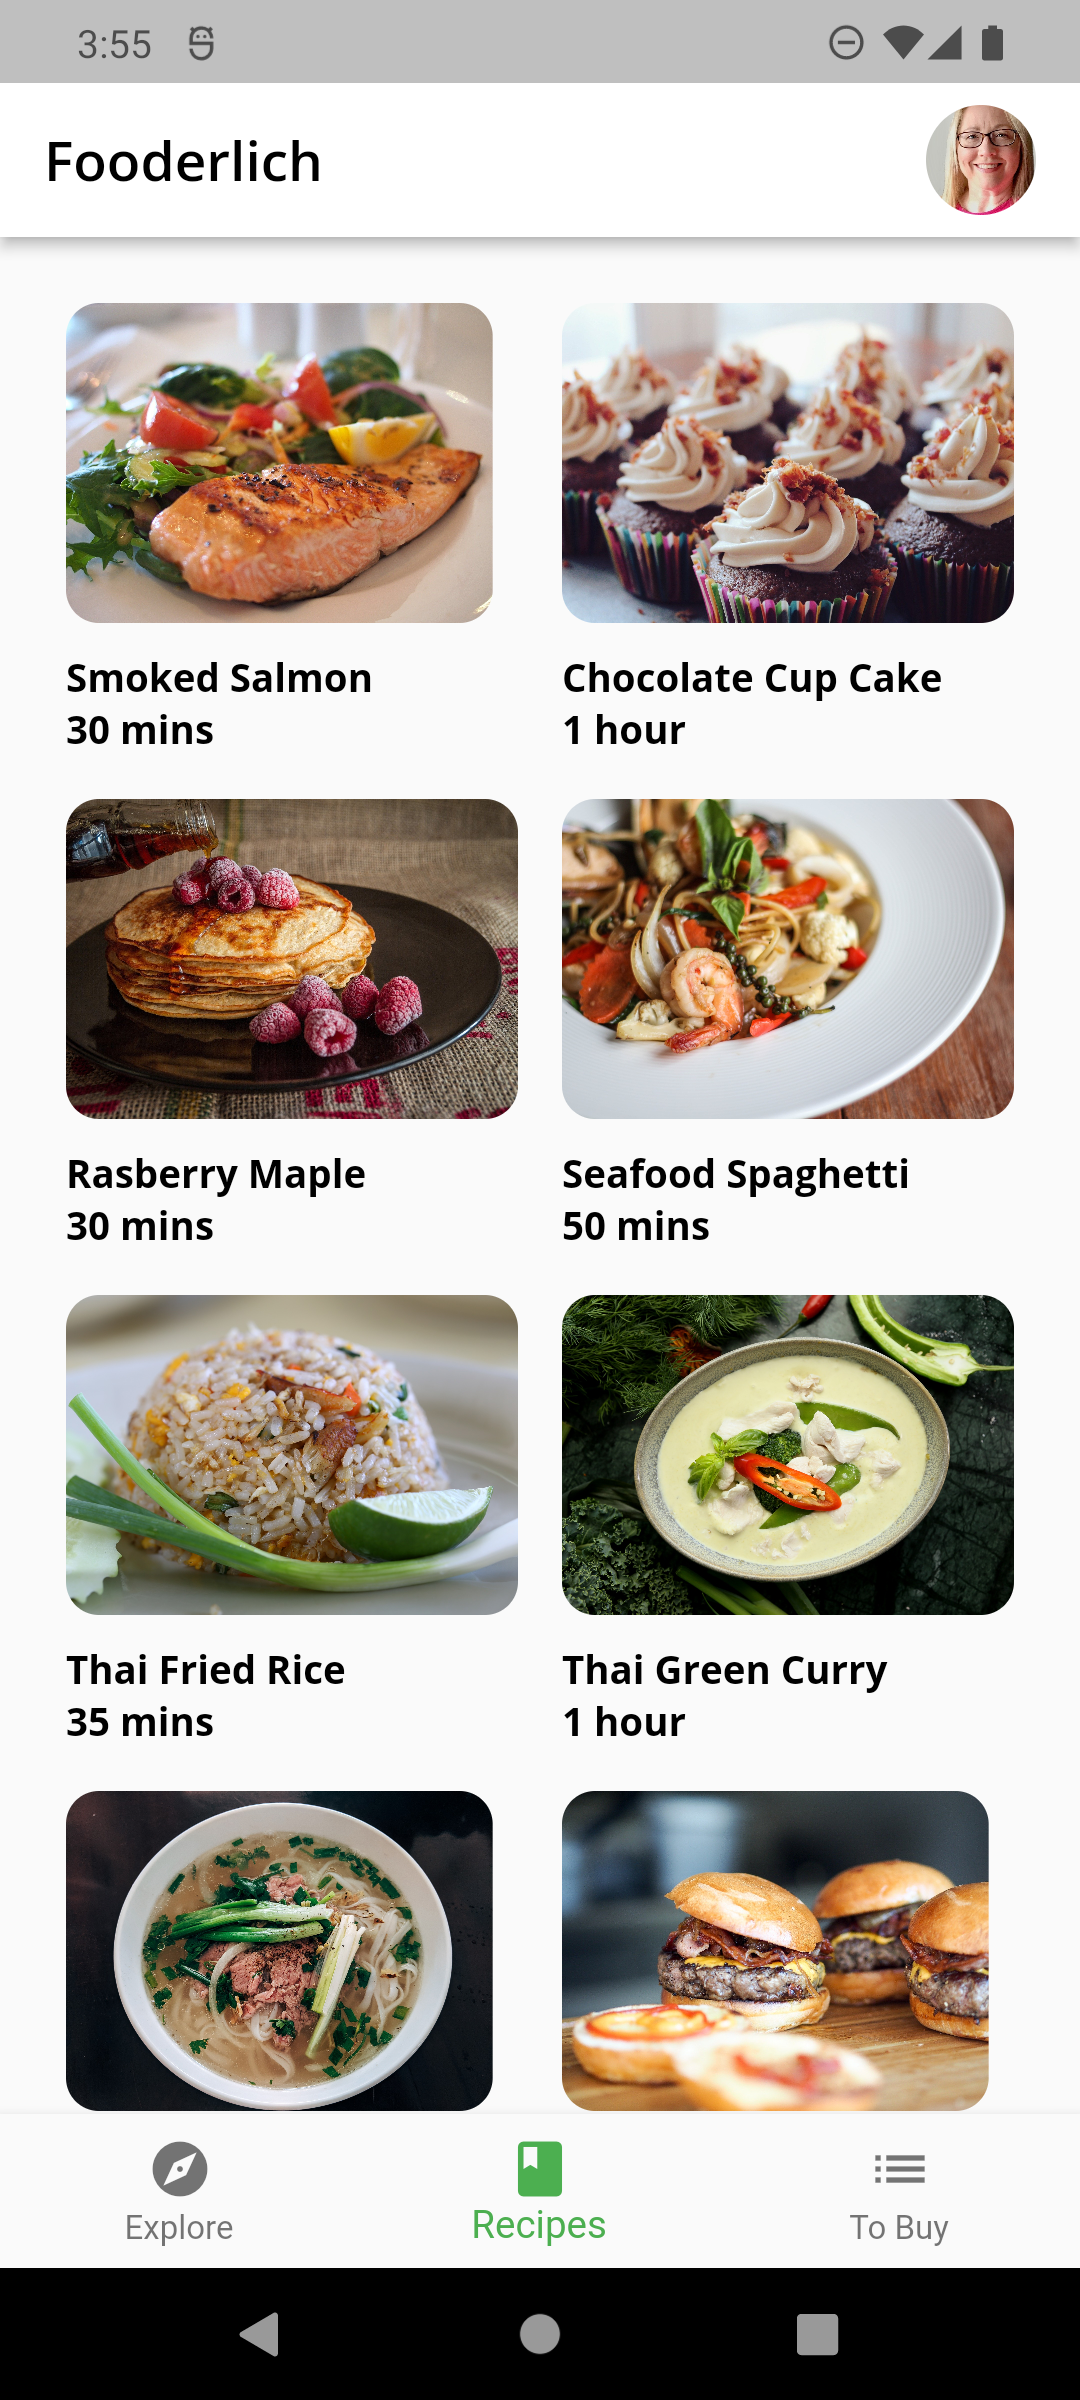 3:55
Fooderlich
Smoked Salmon
30 mins
Chocolate Cup Cake
1 hour
Rasberry Maple
30 mins
Seafood Spaghetti
50 mins
Thai Fried Rice
35 mins
Thai Green Curry
1 hour
Explore
Recipes
To Buy